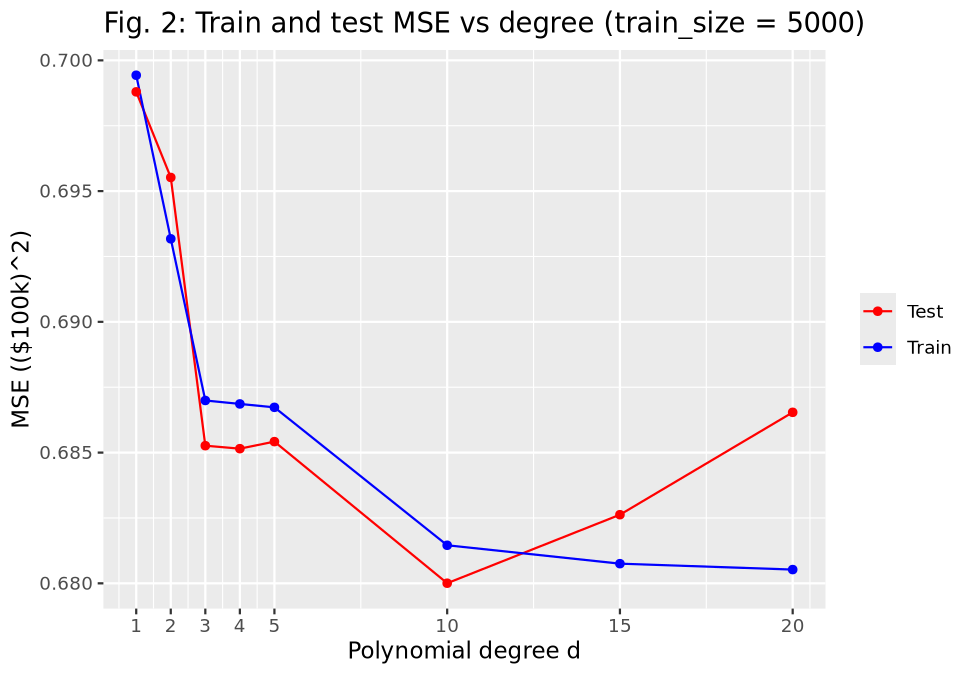 Fig. 2: Train and test MSE vs degree (train_size = 5000)
MSE (($100k)^2)
0.700
0.695
0.690
0.685
0.680
1 2 3 4 5 10 15 20
Polynomial degree d
Test
Train